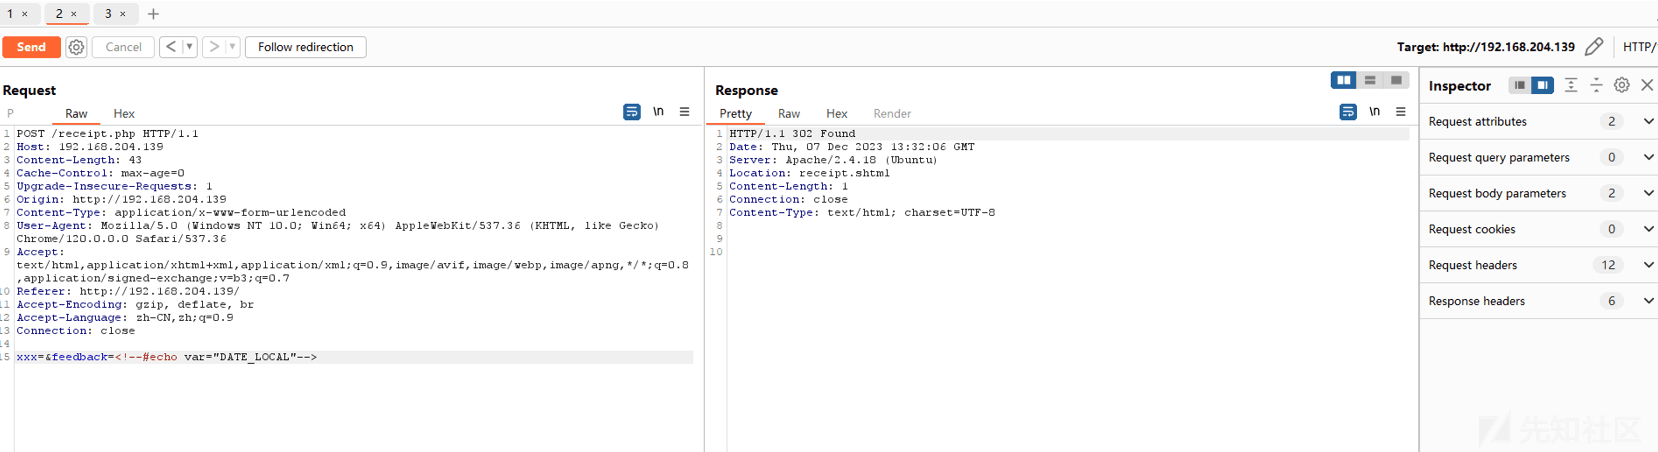 1 × 2 × 3 × +
Send Cancel < > Follow redirection Target: http://192.168.204.139 HTTP/
Request
P Raw Hex \n
1 POST /receipt.php HTTP/1.1
2 Host: 192.168.204.139
3 Content-Length: 43
4 Cache-Control: max-age=0
5 Upgrade-Insecure-Requests: 1
6 Origin: http://192.168.204.139
7 Content-Type: application/x-www-form-urlencoded
8 User-Agent: Mozilla/5.0 (Windows NT 10.0; Win64; x64) AppleWebKit/537.36 (KHTML, like Gecko)
Chrome/120.0.0.0 Safari/537.36
9 Accept:
text/html,application/xhtml+xml,application/xml;q=0.9,image/avif,image/webp,image/apng,*/*;q=0.8
,application/signed-exchange;v=b3;q=0.7
10 Referer: http://192.168.204.139/
11 Accept-Encoding: gzip, deflate, br
12 Accept-Language: zh-CN,zh;q=0.9
13 Connection: close
14
15 xxx=&feedback=<!--#echo var="DATE_LOCAL"-->
Response
Pretty Raw Hex Render \n
1 HTTP/1.1 302 Found
2 Date: Thu, 07 Dec 2023 13:32:06 GMT
3 Server: Apache/2.4.18 (Ubuntu)
4 Location: receipt.shtml
5 Content-Length: 1
6 Connection: close
7 Content-Type: text/html; charset=UTF-8
8
9
10
Inspector
Request attributes 2
Request query parameters 0
Request body parameters 2
Request cookies 0
Request headers 12
Response headers 6
先知社区